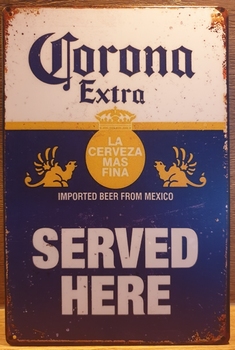 Corona
Extra
LA
CERVEZA
MAS
FINA
IMPORTED BEER FROM MEXICO
SERVED
HERE